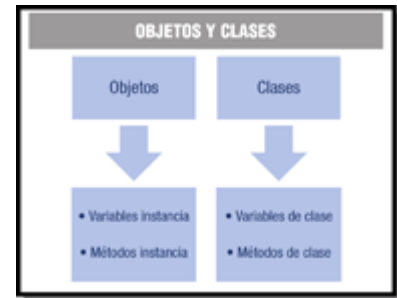 OBJETOS Y CLASES
Objetos
Clases
• Variables instancia
• Métodos instancia
• Variables de clase
• Métodos de clase